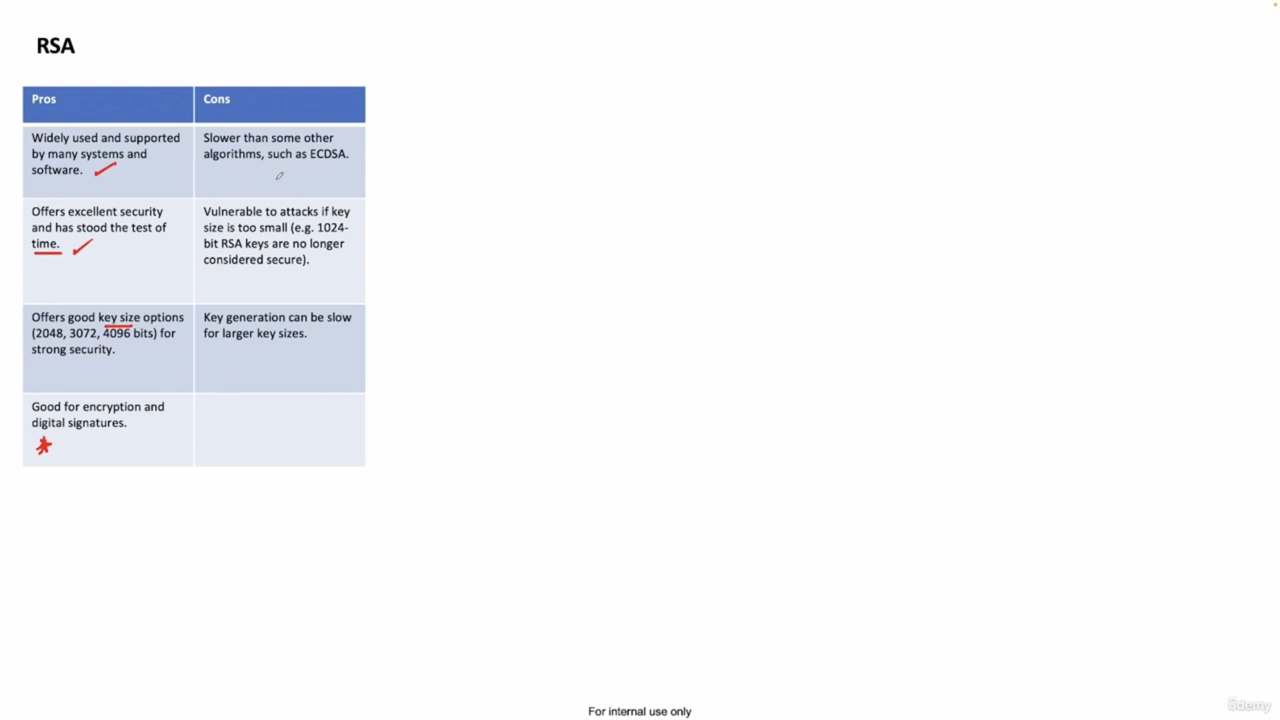 RSA
Pros
Cons
Widely used and supported
by many systems and
software.
Slower than some other
algorithms, such as ECDSA.
Offers excellent security
and has stood the test of
time.
Vulnerable to attacks if key
size is too small (e.g. 1024-
bit RSA keys are no longer
considered secure).
Offers good key size options
(2048, 3072, 4096 bits) for
strong security.
Key generation can be slow
for larger key sizes.
Good for encryption and
digital signatures.
For internal use only
ûdemy